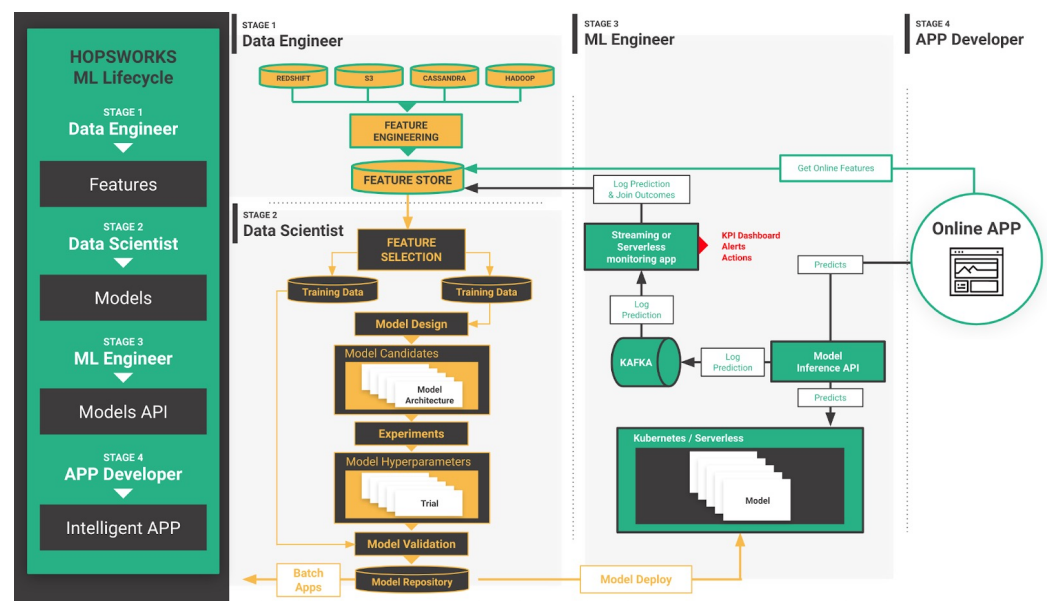 HOPSWORKS
ML Lifecycle
STAGE 1
Data Engineer
Features
STAGE 2
Data Scientist
Models
STAGE 3
ML Engineer
Models API
STAGE 4
APP Developer
Intelligent APP
STAGE 1
Data Engineer
REDSHIFT
S3
CASSANDRA
HADOOP
FEATURE
ENGINEERING
FEATURE STORE
STAGE 2
Data Scientist
FEATURE
SELECTION
Training Data
Training Data
Model Design
Model Candidates
Model
Architecture
Experiments
Model Hyperparameters
Trial
Model Validation
Model Repository
Batch
Apps
Model Deploy
STAGE 3
ML Engineer
Get Online Features
Log Prediction
& Join Outcomes
Streaming or
Serverless
monitoring app
KPI Dashboard
Alerts
Actions
Log
Prediction
KAFKA
Log
Prediction
Predicts
Model
Inference API
Predicts
Kubernetes / Serverless
Model
STAGE 4
APP Developer
Online APP